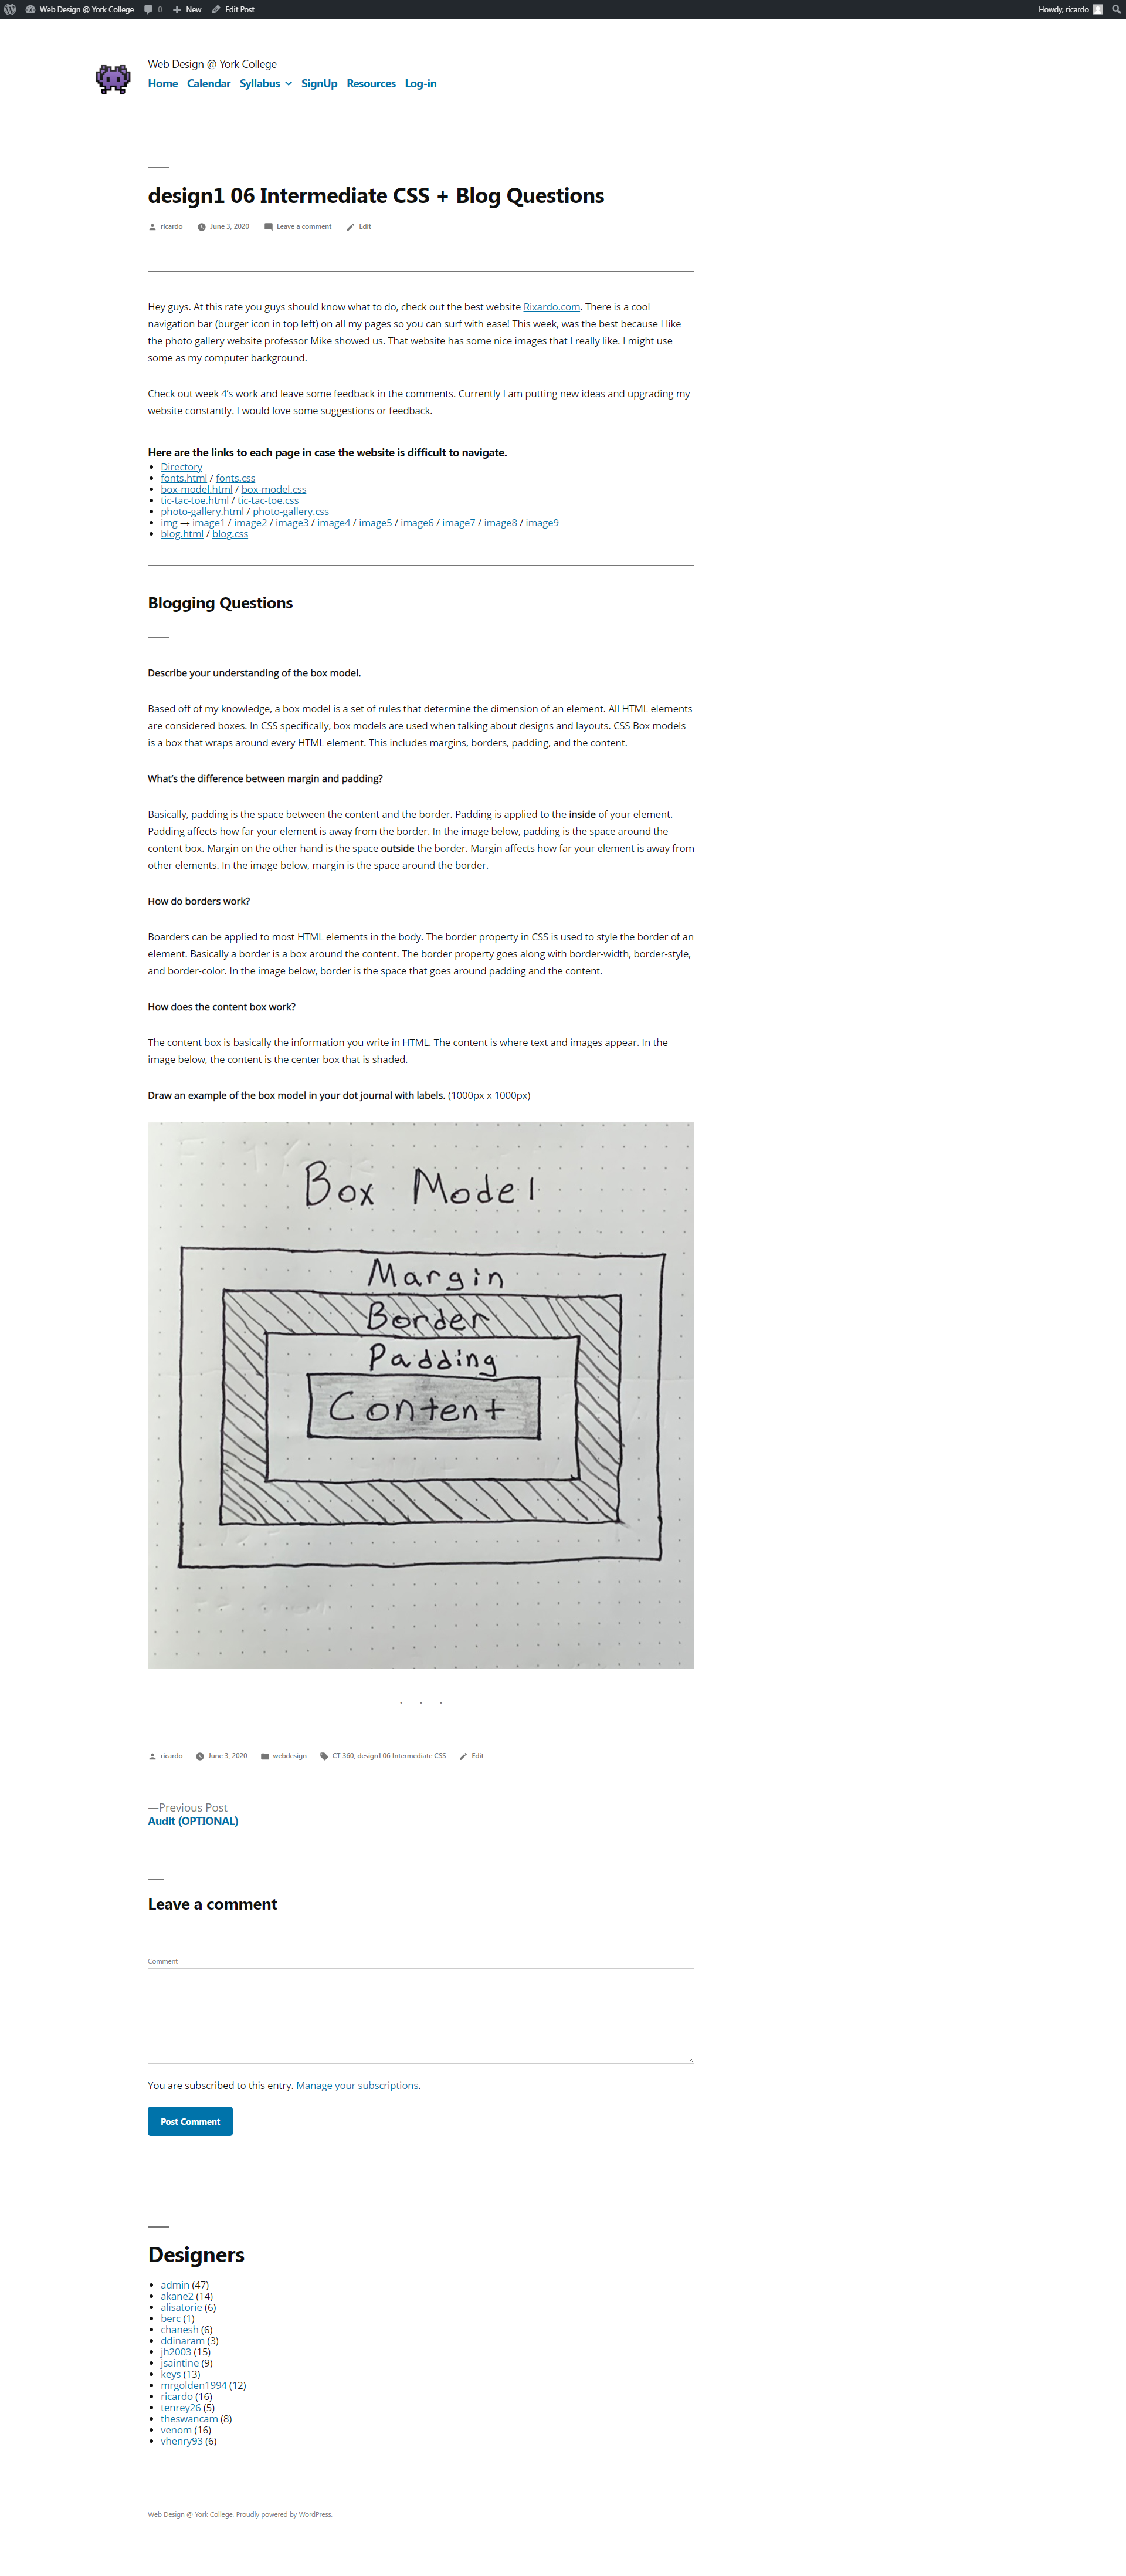 Web Design @ York College 0 New Edit Post Howdy, ricardo
Web Design @ York College
Home Calendar Syllabus SignUp Resources Log-in
design1 06 Intermediate CSS + Blog Questions
ricardo June 3, 2020 Leave a comment Edit
Hey guys. At this rate you guys should know what to do, check out the best website Rixardo.com. There is a cool
navigation bar (burger icon in top left) on all my pages so you can surf with ease! This week, was the best because I like
the photo gallery website professor Mike showed us. That website has some nice images that I really like. I might use
some as my computer background.
Check out week 4's work and leave some feedback in the comments. Currently I am putting new ideas and upgrading my
website constantly. I would love some suggestions or feedback.
Here are the links to each page in case the website is difficult to navigate.
Directory
fonts.html / fonts.css
box-model.html / box-model.css
tic-tac-toe.html / tic-tac-toe.css
photo-gallery.html / photo-gallery.css
img → image1 / image2 / image3 / image4 / image5 / image6 / image7 / image8 / image9
blog.html / blog.css
Blogging Questions
Describe your understanding of the box model.
Based off of my knowledge, a box model is a set of rules that determine the dimension of an element. All HTML elements
are considered boxes. In CSS specifically, box models are used when talking about designs and layouts. CSS Box models
is a box that wraps around every HTML element. This includes margins, borders, padding, and the content.
What's the difference between margin and padding?
Basically, padding is the space between the content and the border. Padding is applied to the inside of your element.
Padding affects how far your element is away from the border. In the image below, padding is the space around the
content box. Margin on the other hand is the space outside the border. Margin affects how far your element is away from
other elements. In the image below, margin is the space around the border.
How do borders work?
Boarders can be applied to most HTML elements in the body. The border property in CSS is used to style the border of an
element. Basically a border is a box around the content. The border property goes along with border-width, border-style,
and border-color. In the image below, border is the space that goes around padding and the content.
How does the content box work?
The content box is basically the information you write in HTML. The content is where text and images appear. In the
image below, the content is the center box that is shaded.
Draw an example of the box model in your dot journal with labels. (1000px x 1000px)
Box Model
Margin
Border
Padding
Content
. . .
ricardo June 3, 2020 webdesign CT 360, design1 06 Intermediate CSS Edit
—Previous Post
Audit (OPTIONAL)
Leave a comment
Comment
You are subscribed to this entry. Manage your subscriptions.
Post Comment
Designers
admin (47)
akane2 (14)
alisatorie (6)
berc (1)
chanesh (6)
ddinaram (3)
jh2003 (15)
jsaintine (9)
keys (13)
mrgolden1994 (12)
ricardo (16)
tenrey26 (5)
theswancam (8)
venom (16)
vhenry93 (6)
Web Design @ York College, Proudly powered by WordPress.